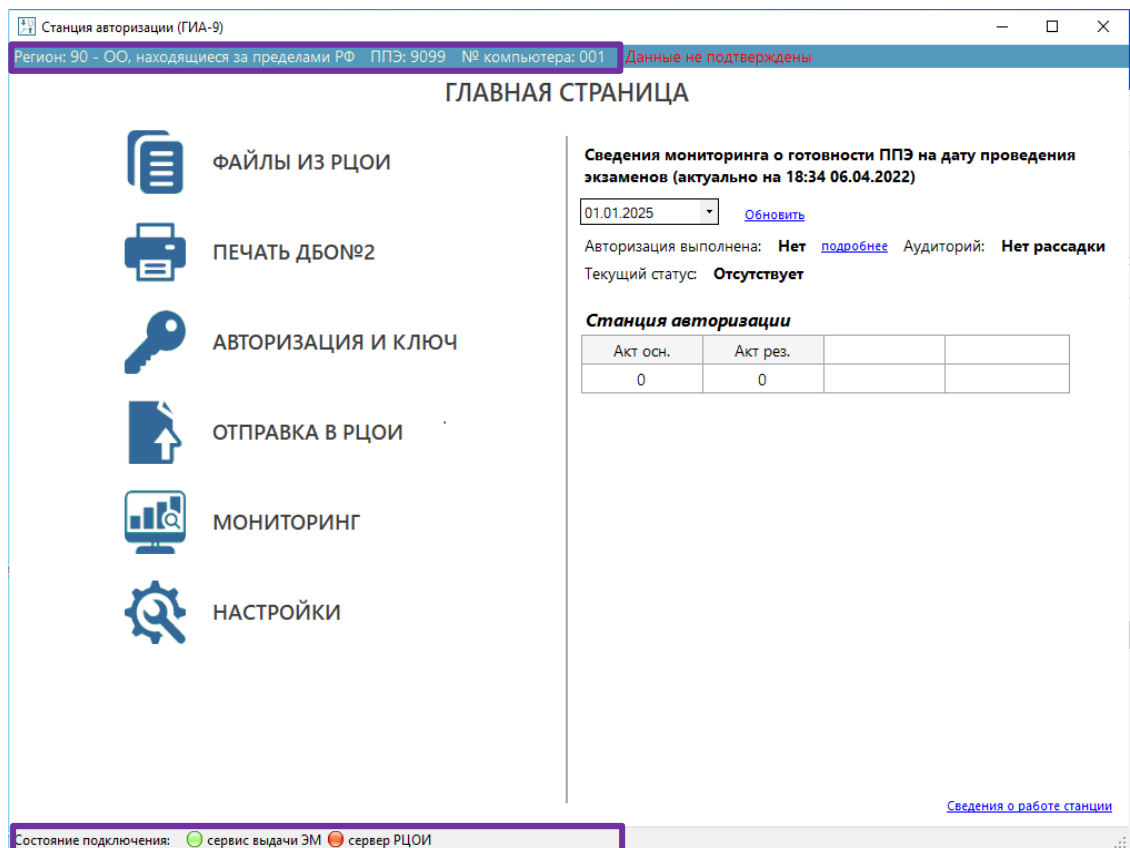 Станция авторизации (ГИА-9)
Регион: 90 - ОО, находящиеся за пределами РФ ППЭ: 9099 № компьютера: 001 Данные не подтверждены
ГЛАВНАЯ СТРАНИЦА
ФАЙЛЫ ИЗ РЦОИ
ПЕЧАТЬ ДБО№2
АВТОРИЗАЦИЯ И КЛЮЧ
ОТПРАВКА В РЦОИ
МОНИТОРИНГ
НАСТРОЙКИ
Сведения мониторинга о готовности ППЭ на дату проведения
экзаменов (актуально на 18:34 06.04.2022)
01.01.2025 Обновить
Авторизация выполнена: Нет подробнее Аудиторий: Нет рассадки
Текущий статус: Отсутствует
Станция авторизации
Акт осн. Акт рез.
0 0
Сведения о работе станции
Состояние подключения: сервис выдачи ЭМ сервер РЦОИ